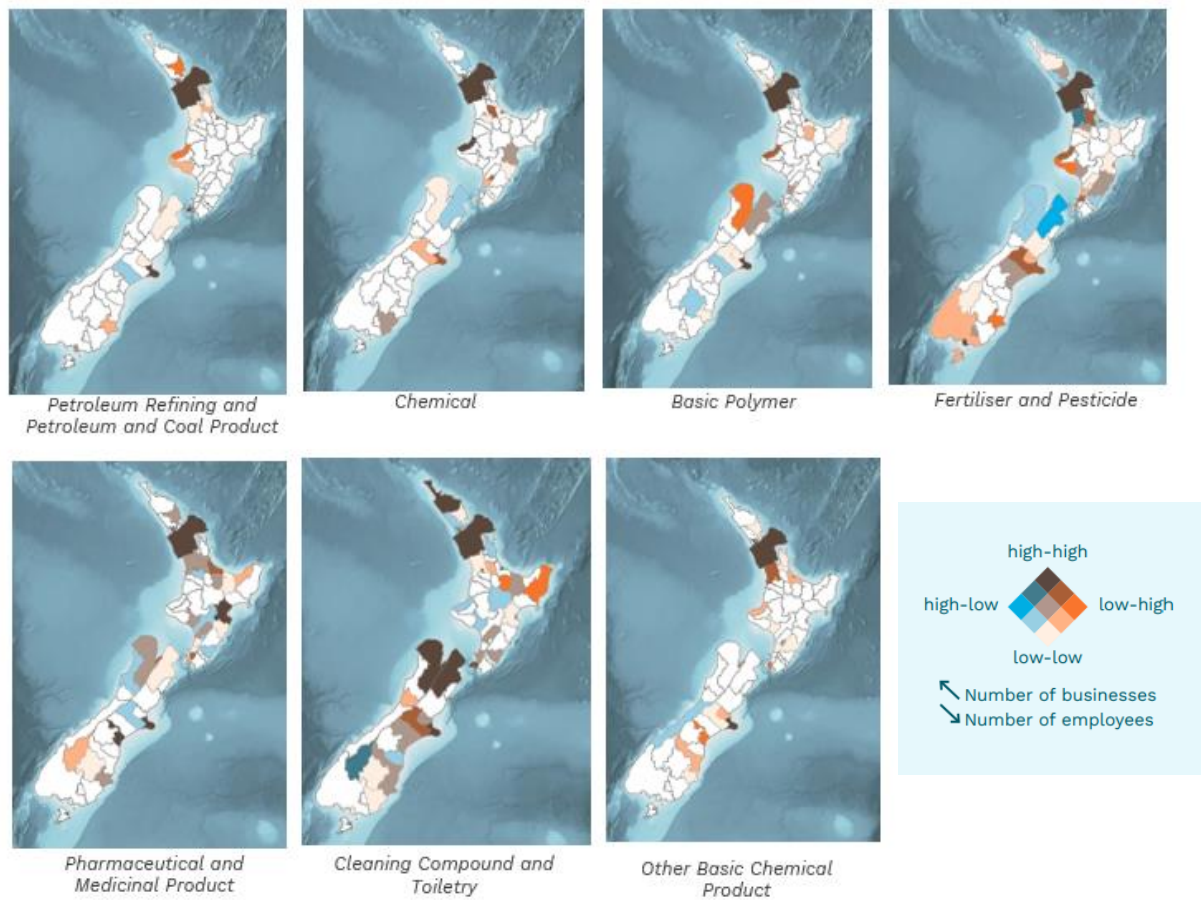 Petroleum Refining and
Petroleum and Coal Product
Chemical
Basic Polymer
Fertiliser and Pesticide
Pharmaceutical and
Medicinal Product
Cleaning Compound and
Toiletry
Other Basic Chemical
Product
high-high
high-low
low-high
low-low
Number of businesses
Number of employees